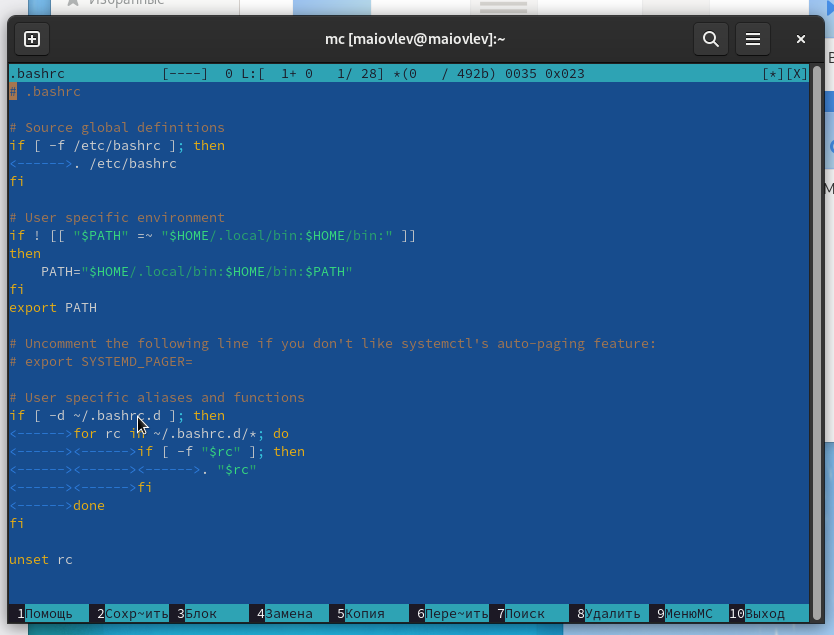 Избранные
mc [maiovlev@maiovlev]:~
.bashrc [----] 0 L:[ 1+ 0 1/ 28] *(0 / 492b) 0035 0x023 [*][X]
# .bashrc
# Source global definitions
if [ -f /etc/bashrc ]; then
<------>. /etc/bashrc
fi
# User specific environment
if ! [[ "$PATH" =~ "$HOME/.local/bin:$HOME/bin:" ]]
then
    PATH="$HOME/.local/bin:$HOME/bin:$PATH"
fi
export PATH
# Uncomment the following line if you don't like systemctl's auto-paging feature:
# export SYSTEMD_PAGER=
# User specific aliases and functions
if [ -d ~/.bashrc.d ]; then
<------>for rc in ~/.bashrc.d/*; do
<------><------>if [ -f "$rc" ]; then
<------><------><------>. "$rc"
<------><------>fi
<------>done
fi
unset rc
1Помощь 2Сохр~ить 3Блок 4Замена 5Копия 6Пере~ить 7Поиск 8Удалить 9МенюMC 10Выход